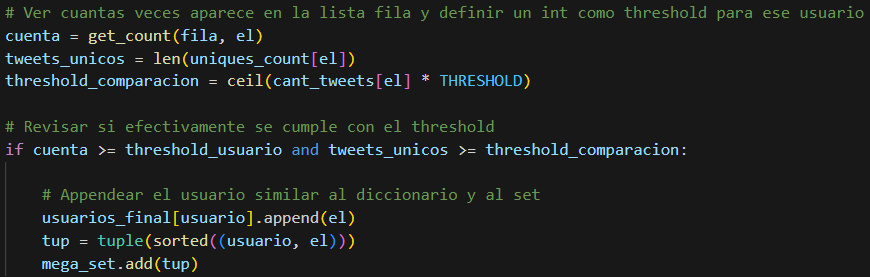 # Ver cuantas veces aparece en la lista fila y definir un int como threshold para ese usuario
cuenta = get_count(fila, el)
tweets_unicos = len(uniques_count[el])
threshold_comparacion = ceil(cant_tweets[el] * THRESHOLD)
# Revisar si efectivamente se cumple con el threshold
if cuenta >= threshold_usuario and tweets_unicos >= threshold_comparacion:
# Appendear el usuario similar al diccionario y al set
usuarios_final[usuario].append(el)
tup = tuple(sorted((usuario, el)))
mega_set.add(tup)